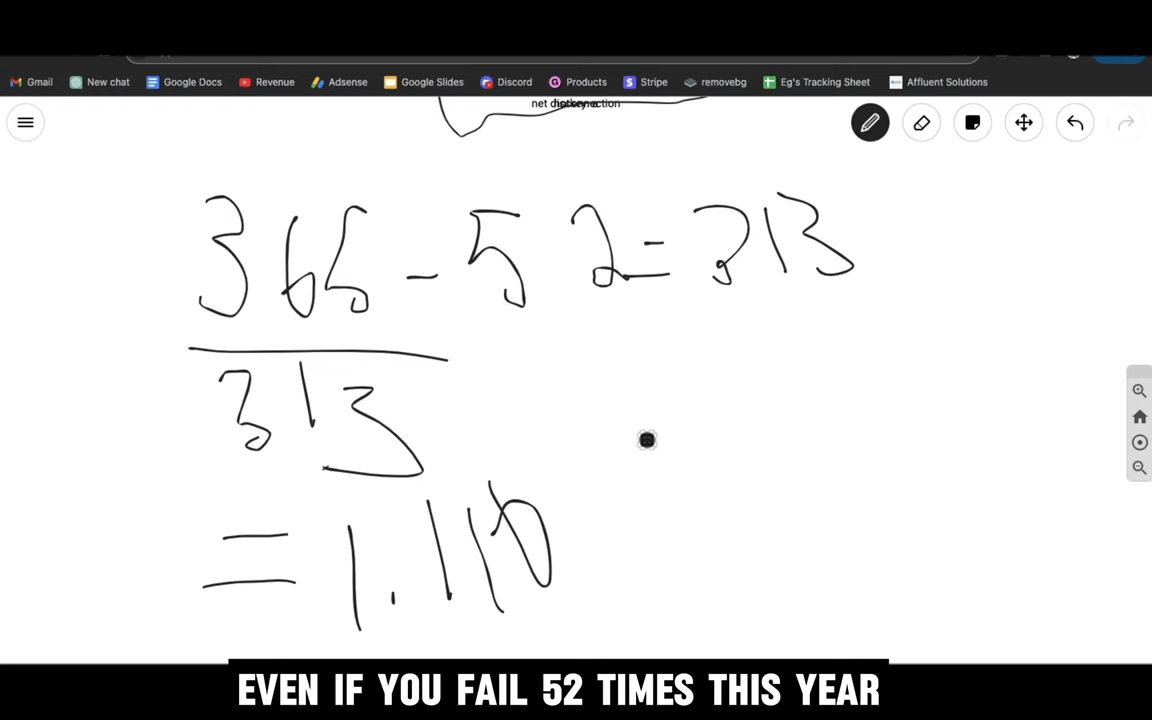 Gmail New chat Google Docs Revenue Adsense Google Slides Discord Products Stripe removebg Eg's Tracking Sheet Affluent Solutions
365 - 52 = 313
313
= 1.110
EVEN IF YOU FAIL 52 TIMES THIS YEAR